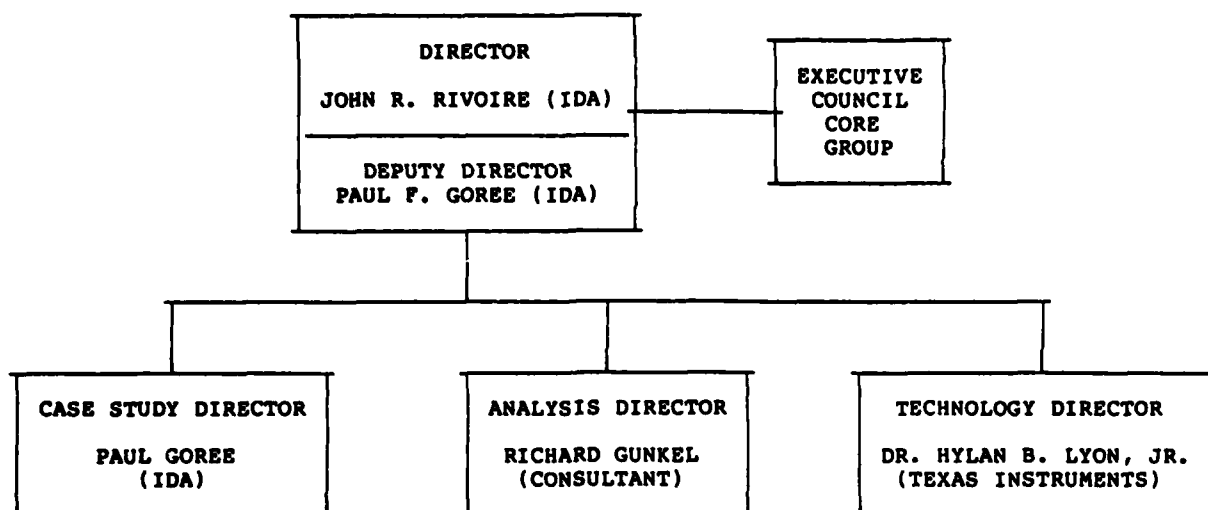 DIRECTOR
JOHN R. RIVOIRE (IDA)
DEPUTY DIRECTOR
PAUL F. GOREE (IDA)
EXECUTIVE
COUNCIL
CORE
GROUP
CASE STUDY DIRECTOR
PAUL GOREE
(IDA)
ANALYSIS DIRECTOR
RICHARD GUNKEL
(CONSULTANT)
TECHNOLOGY DIRECTOR
DR. HYLAN B. LYON, JR.
(TEXAS INSTRUMENTS)